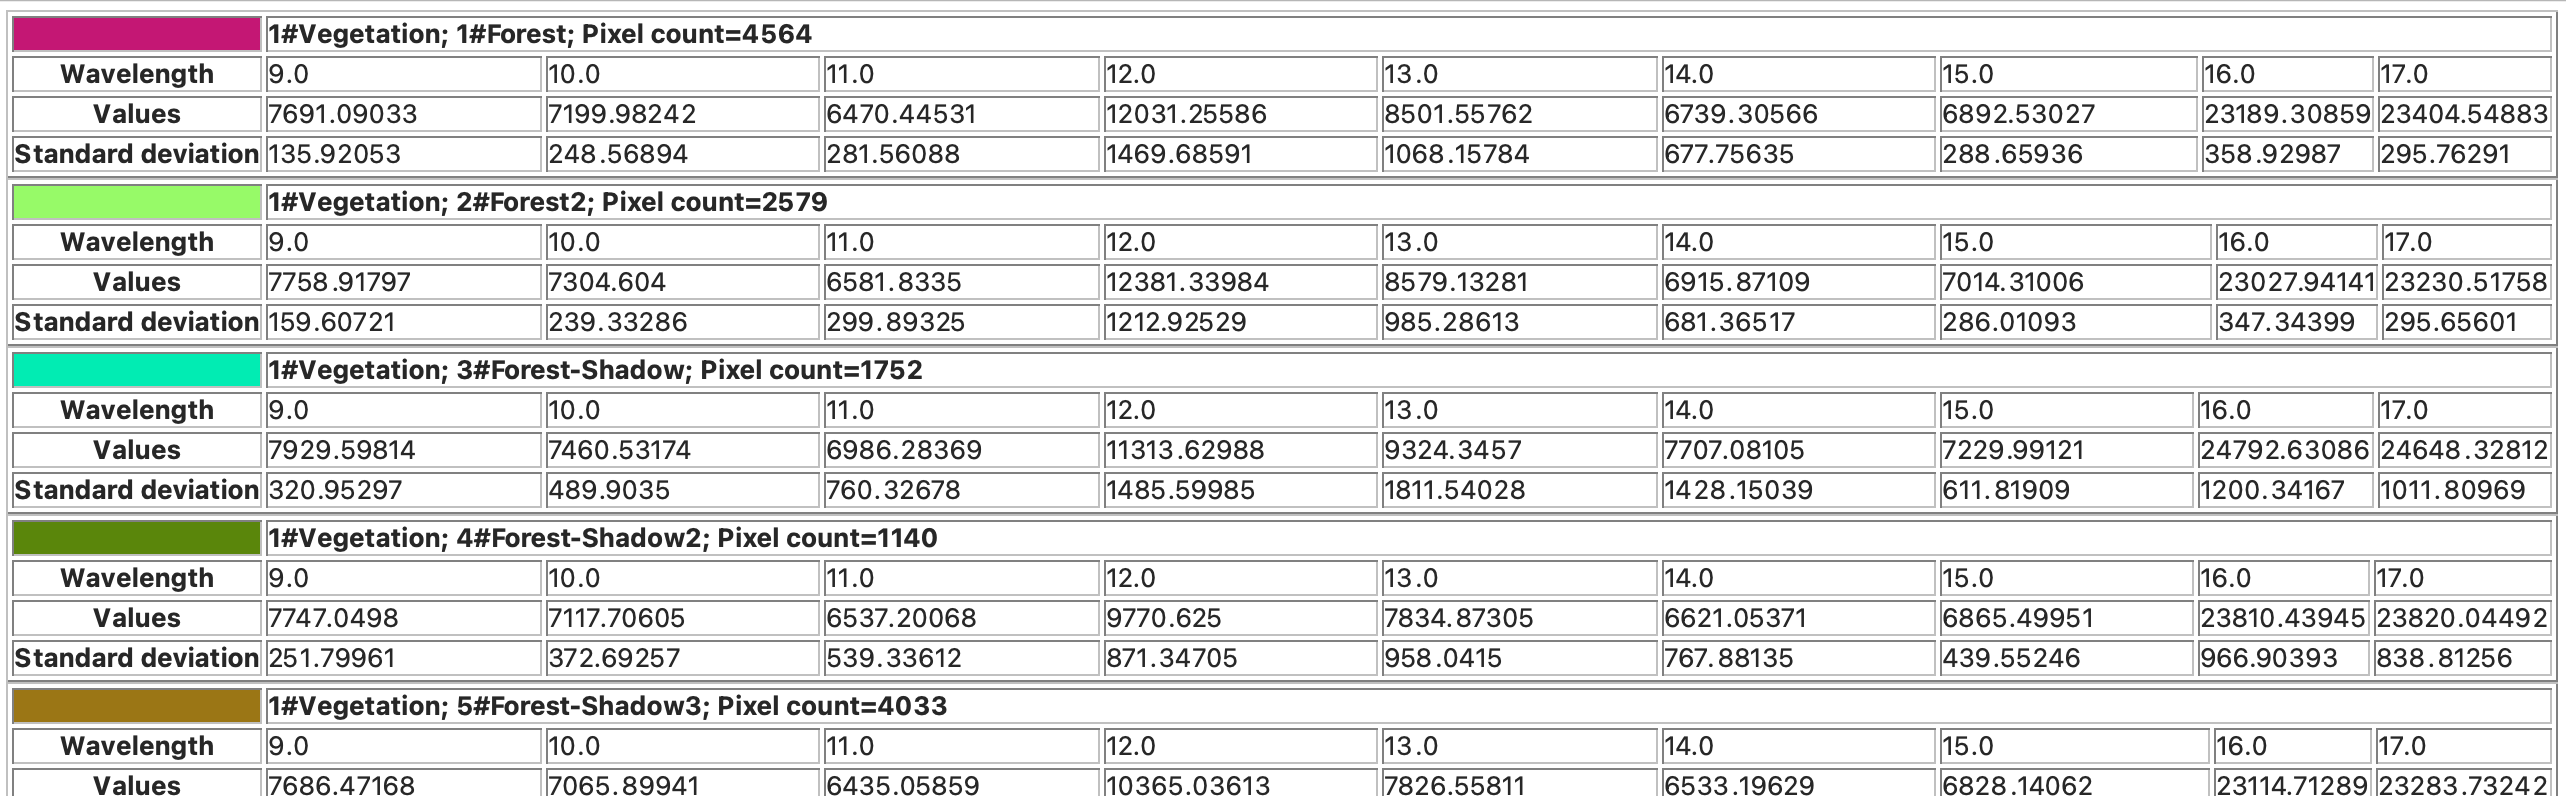 1#Vegetation; 1#Forest; Pixel count=4564
Wavelength 9.0 10.0 11.0 12.0 13.0 14.0 15.0 16.0 17.0
Values 7691.09033 7199.98242 6470.44531 12031.25586 8501.55762 6739.30566 6892.53027 23189.30859 23404.54883
Standard deviation 135.92053 248.56894 281.56088 1469.68591 1068.15784 677.75635 288.65936 358.92987 295.76291
1#Vegetation; 2#Forest2; Pixel count=2579
Wavelength 9.0 10.0 11.0 12.0 13.0 14.0 15.0 16.0 17.0
Values 7758.91797 7304.604 6581.8335 12381.33984 8579.13281 6915.87109 7014.31006 23027.94141 23230.51758
Standard deviation 159.60721 239.33286 299.89325 1212.92529 985.28613 681.36517 286.01093 347.34399 295.65601
1#Vegetation; 3#Forest-Shadow; Pixel count=1752
Wavelength 9.0 10.0 11.0 12.0 13.0 14.0 15.0 16.0 17.0
Values 7929.59814 7460.53174 6986.28369 11313.62988 9324.3457 7707.08105 7229.99121 24792.63086 24648.32812
Standard deviation 320.95297 489.9035 760.32678 1485.59985 1811.54028 1428.15039 611.81909 1200.34167 1011.80969
1#Vegetation; 4#Forest-Shadow2; Pixel count=1140
Wavelength 9.0 10.0 11.0 12.0 13.0 14.0 15.0 16.0 17.0
Values 7747.0498 7117.70605 6537.20068 9770.625 7834.87305 6621.05371 6865.49951 23810.43945 23820.04492
Standard deviation 251.79961 372.69257 539.33612 871.34705 958.0415 767.88135 439.55246 966.90393 838.81256
1#Vegetation; 5#Forest-Shadow3; Pixel count=4033
Wavelength 9.0 10.0 11.0 12.0 13.0 14.0 15.0 16.0 17.0
Values 7686.47168 7065.89941 6435.05859 10365.03613 7826.55811 6533.19629 6828.14062 23114.71289 23283.73242